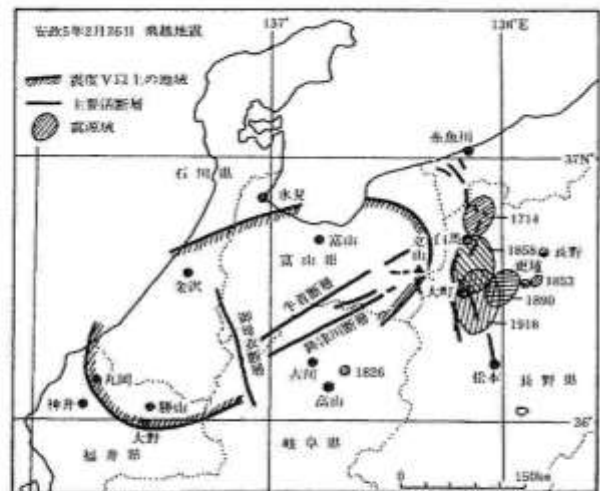 安政5年2月26日 飛越地震
137°
136°E
震度V以上の地域
主要活断層
震源域
糸魚川
37°N
石川県
氷見
1714
富山
白馬
1858
長野
立山
富山県
更埴
1853
金沢
牛首断層
大町
1890
跡津川断層
1918
古河
1826
松本
丸岡
高山
長野県
神井
勝山
大野
36°
福井県
岐阜県
0
150km